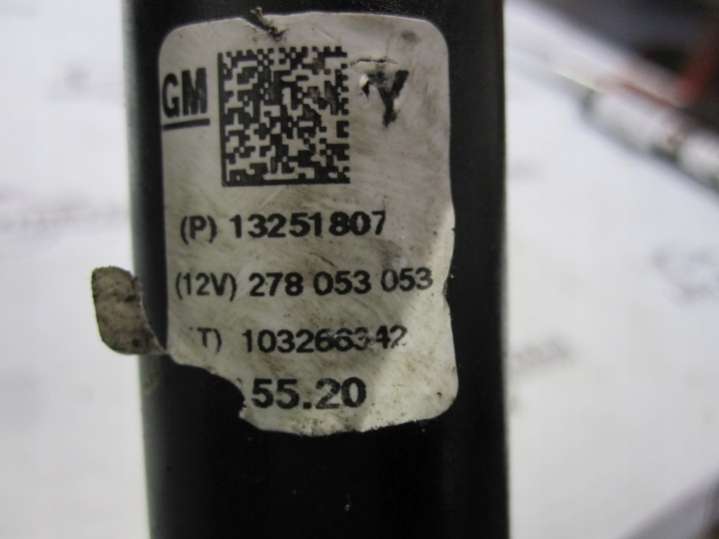 GM Y
(P) 13251807
(12V) 278 053 053
T) 103266342
55.20